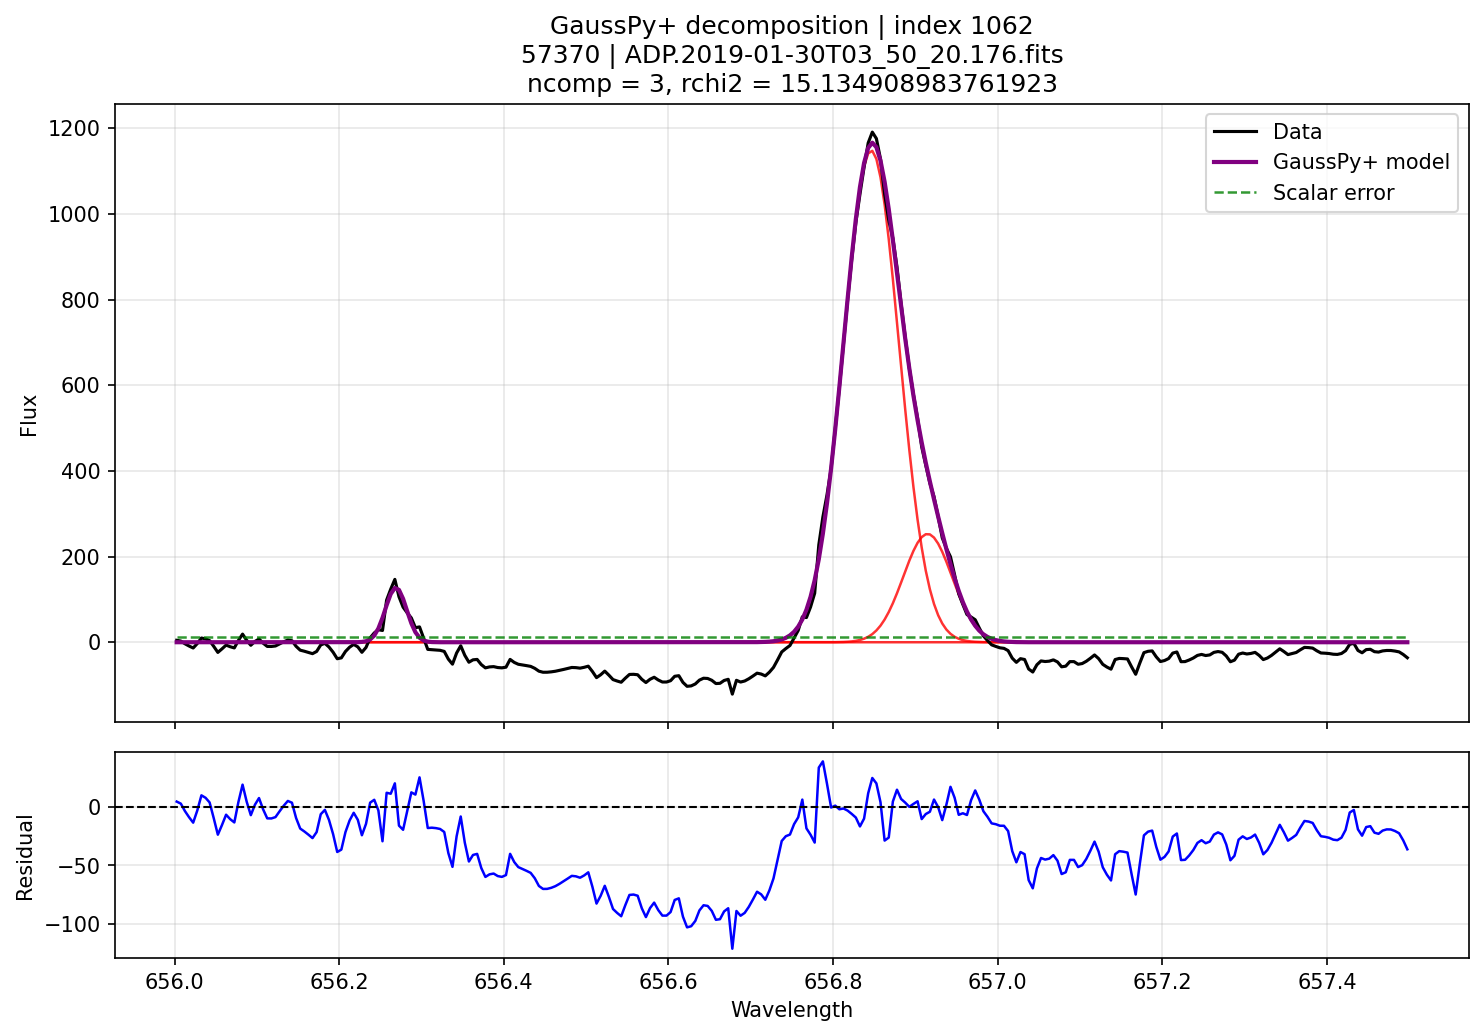 GaussPy+ decomposition | index 1062
57370 | ADP.2019-01-30T03_50_20.176.fits
ncomp = 3, rchi2 = 15.134908983761923
Data
GaussPy+ model
Scalar error
1200
1000
800
600
400
200
0
Flux
0
−50
−100
Residual
656.0 656.2 656.4 656.6 656.8 657.0 657.2 657.4
Wavelength